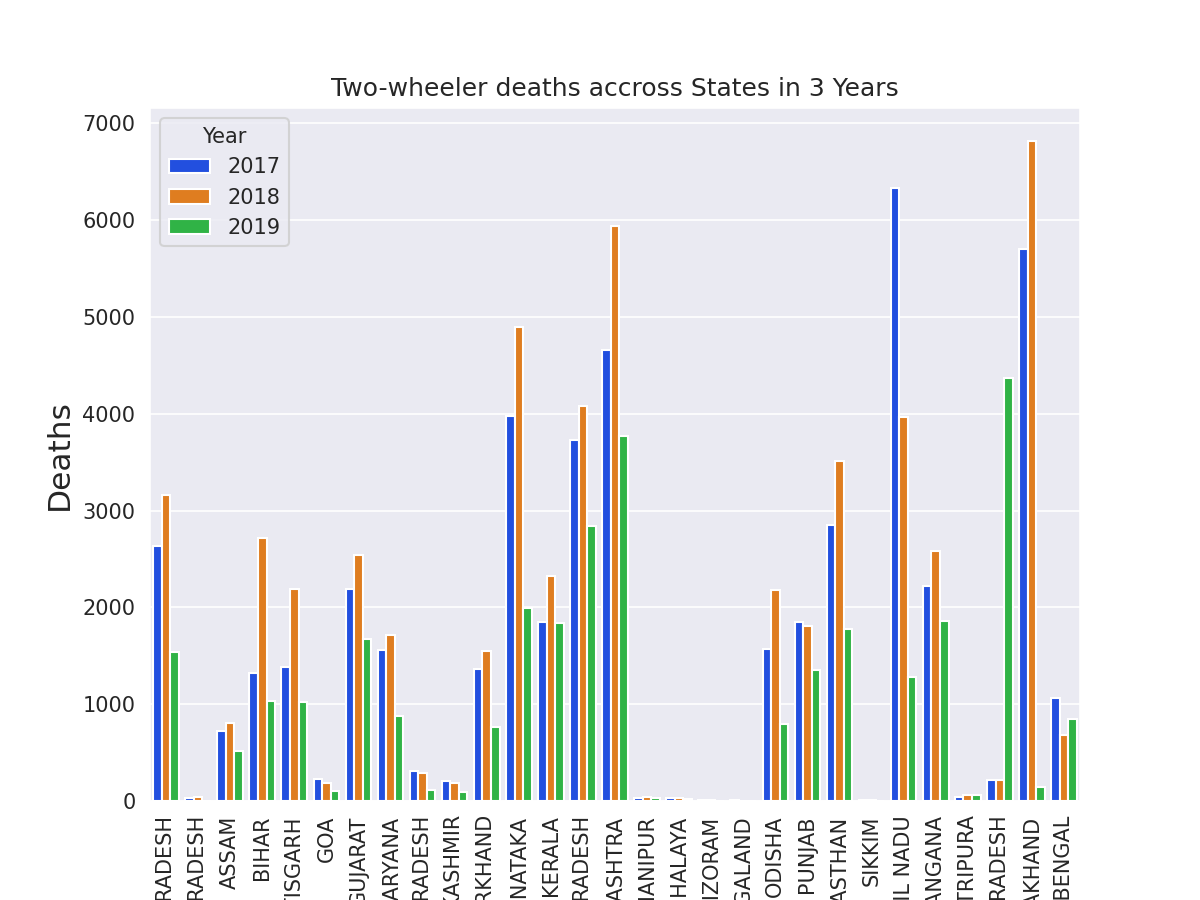 Two-wheeler deaths accross States in 3 Years
Year
2017
2018
2019
Deaths
7000
6000
5000
4000
3000
2000
1000
0
RADESH
RADESH
ASSAM
BIHAR
TISGARH
GOA
GUJARAT
ARYANA
RADESH
KASHMIR
RKHAND
NATAKA
KERALA
RADESH
ASHTRA
IANIPUR
HALAYA
IZORAM
GALAND
ODISHA
PUNJAB
ASTHAN
SIKKIM
IL NADU
ANGANA
TRIPURA
RADESH
AKHAND
BENGAL